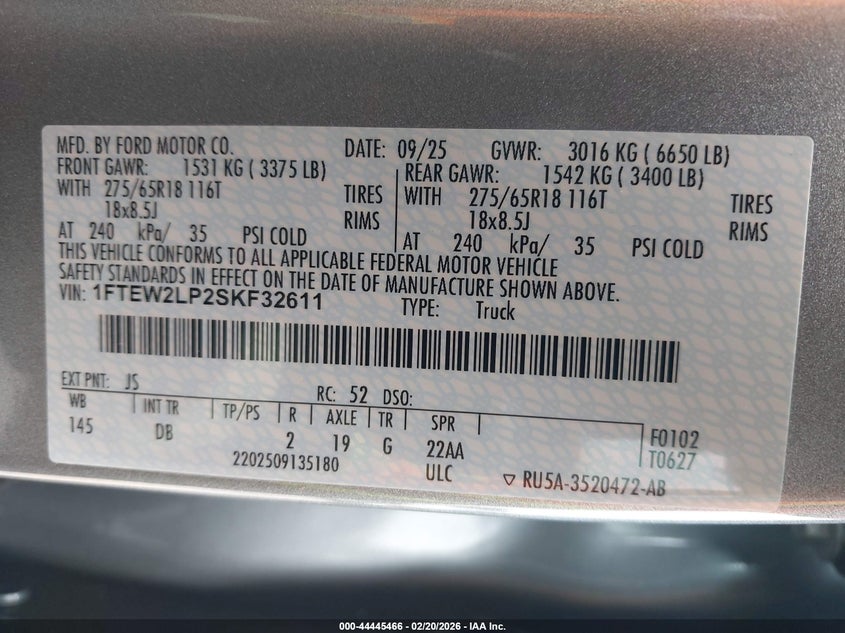 MFD. BY FORD MOTOR CO. DATE: 09/25 GVWR: 3016 KG ( 6650 LB)
FRONT GAWR: 1531 KG ( 3375 LB) REAR GAWR: 1542 KG ( 3400 LB)
WITH 275/65R18 116T TIRES WITH 275/65R18 116T TIRES
18x8.5J RIMS 18x8.5J RIMS
AT 240 kPa/ 35 PSI COLD AT 240 kPa/ 35 PSI COLD
THIS VEHICLE CONFORMS TO ALL APPLICABLE FEDERAL MOTOR VEHICLE
SAFETY STANDARDS IN EFFECT ON THE DATE OF MANUFACTURE SHOWN ABOVE.
VIN: 1FTEW2LP2SKF32611 TYPE: Truck
EXT PNT: JS RC: 52 DSO:
WB INT TR TP/PS R AXLE TR SPR
145 DB 2 19 G 22AA F0102
2202509135180 ULC T0627
▽ RU5A-3520472-AB
000-44445466 - 02/20/2026 - IAA Inc.